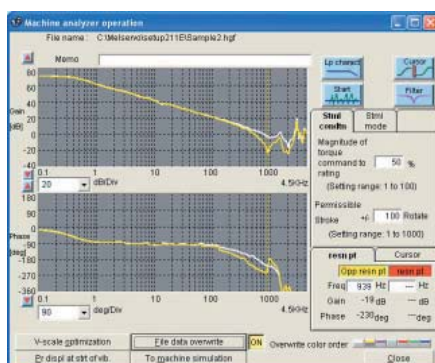 Machine analyzer operation
File name : C:\Melservo\setup211E\Sample2.hgf
Memo
Lp charact
Cursor
Start
Filter
Gain
[dB]
80
60
40
20
0
-20
-40
0.1
1
10
100
1000
4.5KHz
20
dBrDiv
Stml condtn
Stml mode
Magnitude of torque command to rating
50 %
(Setting range: 1 to 100)
Permissible
Stroke +/- 100 Rotate
(Setting range: 1 to 1000)
Phase
[deg]
180
90
0
-90
-180
-270
-360
0.1
1
10
100
1000
4.5KHz
90
deg/Div
resn pt
Cursor
Opp resn pt
resn pt
Freq 939 Hz --- Hz
Gain -19 dB --- dB
Phase -230 deg --- deg
V-scale optimization
File data overwrite
ON
Overwrite color order
Pr displ at strt of vib.
To machine simulation
Close